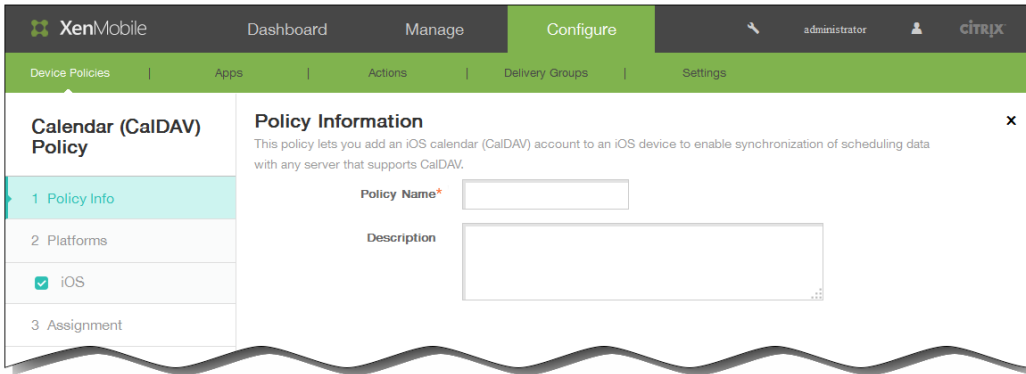 XenMobile Dashboard Manage Configure administrator CITRIX
Device Policies | Apps | Actions | Delivery Groups | Settings
Calendar (CalDAV)
Policy
1 Policy Info
2 Platforms
iOS
3 Assignment
Policy Information x
This policy lets you add an iOS calendar (CalDAV) account to an iOS device to enable synchronization of scheduling data
with any server that supports CalDAV.
Policy Name*
Description